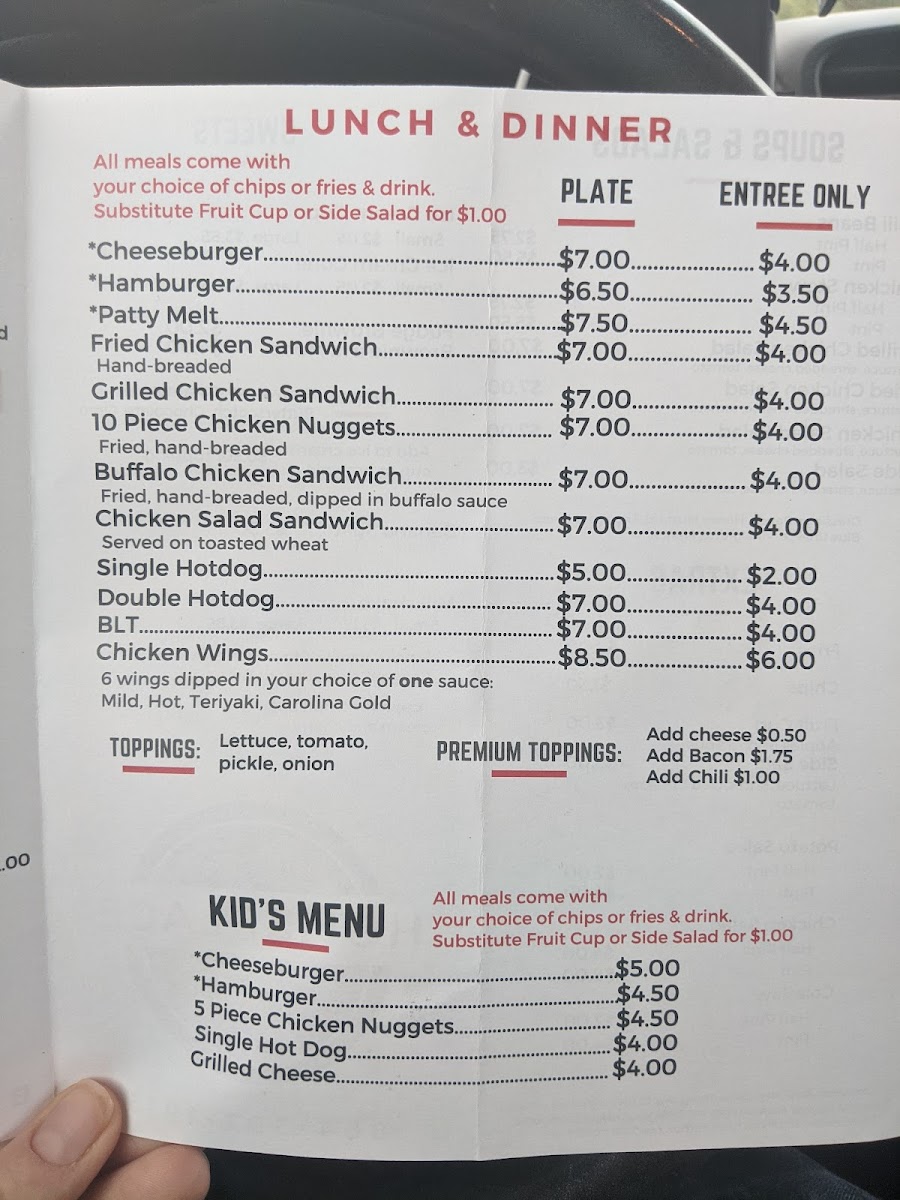 LUNCH & DINNER
All meals come with
your choice of chips or fries & drink.
Substitute Fruit Cup or Side Salad for $1.00
PLATE ENTREE ONLY
*Cheeseburger $7.00 $4.00
*Hamburger $6.50 $3.50
*Patty Melt $7.50 $4.50
Fried Chicken Sandwich $7.00 $4.00
Hand-breaded
Grilled Chicken Sandwich $7.00 $4.00
10 Piece Chicken Nuggets $7.00 $4.00
Fried, hand-breaded
Buffalo Chicken Sandwich $7.00 $4.00
Fried, hand-breaded, dipped in buffalo sauce
Chicken Salad Sandwich $7.00 $4.00
Served on toasted wheat
Single Hotdog $5.00 $2.00
Double Hotdog $7.00 $4.00
BLT $7.00 $4.00
Chicken Wings $8.50 $6.00
6 wings dipped in your choice of one sauce:
Mild, Hot, Teriyaki, Carolina Gold
TOPPINGS: Lettuce, tomato,
pickle, onion
PREMIUM TOPPINGS: Add cheese $0.50
Add Bacon $1.75
Add Chili $1.00
.00
KID'S MENU
All meals come with
your choice of chips or fries & drink.
Substitute Fruit Cup or Side Salad for $1.00
*Cheeseburger $5.00
*Hamburger $4.50
5 Piece Chicken Nuggets $4.50
Single Hot Dog $4.00
Grilled Cheese $4.00